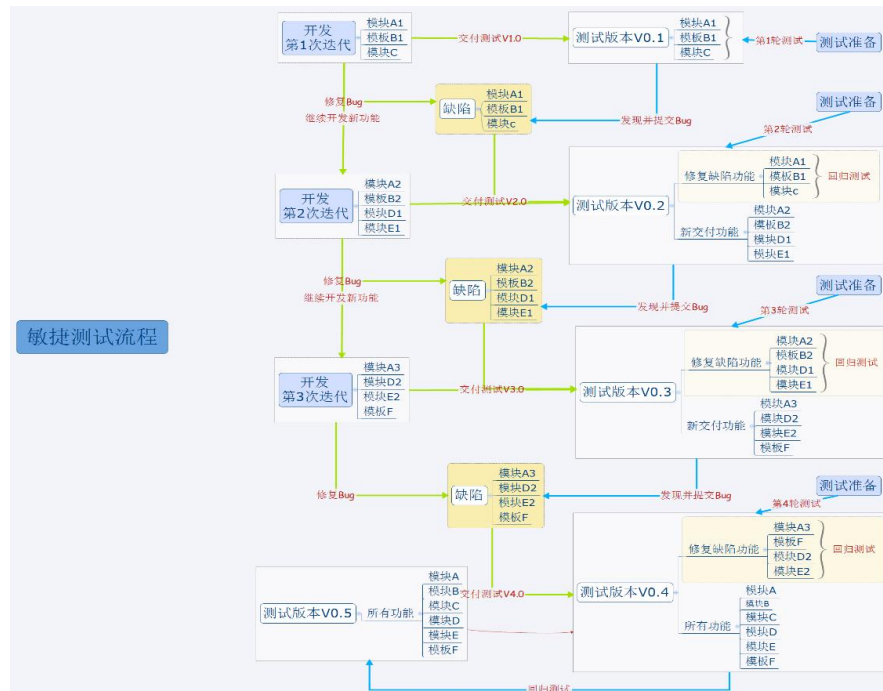 敏捷测试流程
开发
第1次迭代
模块A1
模板B1
模块C
交付测试V1.0
测试版本V0.1
模块A1
模板B1
模块C
第1轮测试
测试准备
修复Bug
继续开发新功能
缺陷
模块A1
模板B1
模块c
发现并提交Bug
测试准备
第2轮测试
开发
第2次迭代
模块A2
模板B2
模块D1
模块E1
交付测试V2.0
测试版本V0.2
修复缺陷功能
模块A1
模板B1
模块c
回归测试
新交付功能
模块A2
模板B2
模块D1
模块E1
修复Bug
继续开发新功能
缺陷
模块A2
模板B2
模块D1
模块E1
发现并提交Bug
测试准备
第3轮测试
开发
第3次迭代
模块A3
模块D2
模块E2
模板F
交付测试V3.0
测试版本V0.3
修复缺陷功能
模块A2
模板B2
模块D1
模块E1
回归测试
新交付功能
模块A3
模块D2
模块E2
模板F
修复Bug
缺陷
模块A3
模块D2
模块E2
模板F
发现并提交Bug
测试准备
第4轮测试
交付测试V4.0
测试版本V0.4
修复缺陷功能
模块A3
模板F
模块D2
模块E2
回归测试
所有功能
模块A
模块B
模块C
模块D
模块E
模板F
测试版本V0.5
所有功能
模块A
模块B
模块C
模块D
模块E
模板F
回归测试